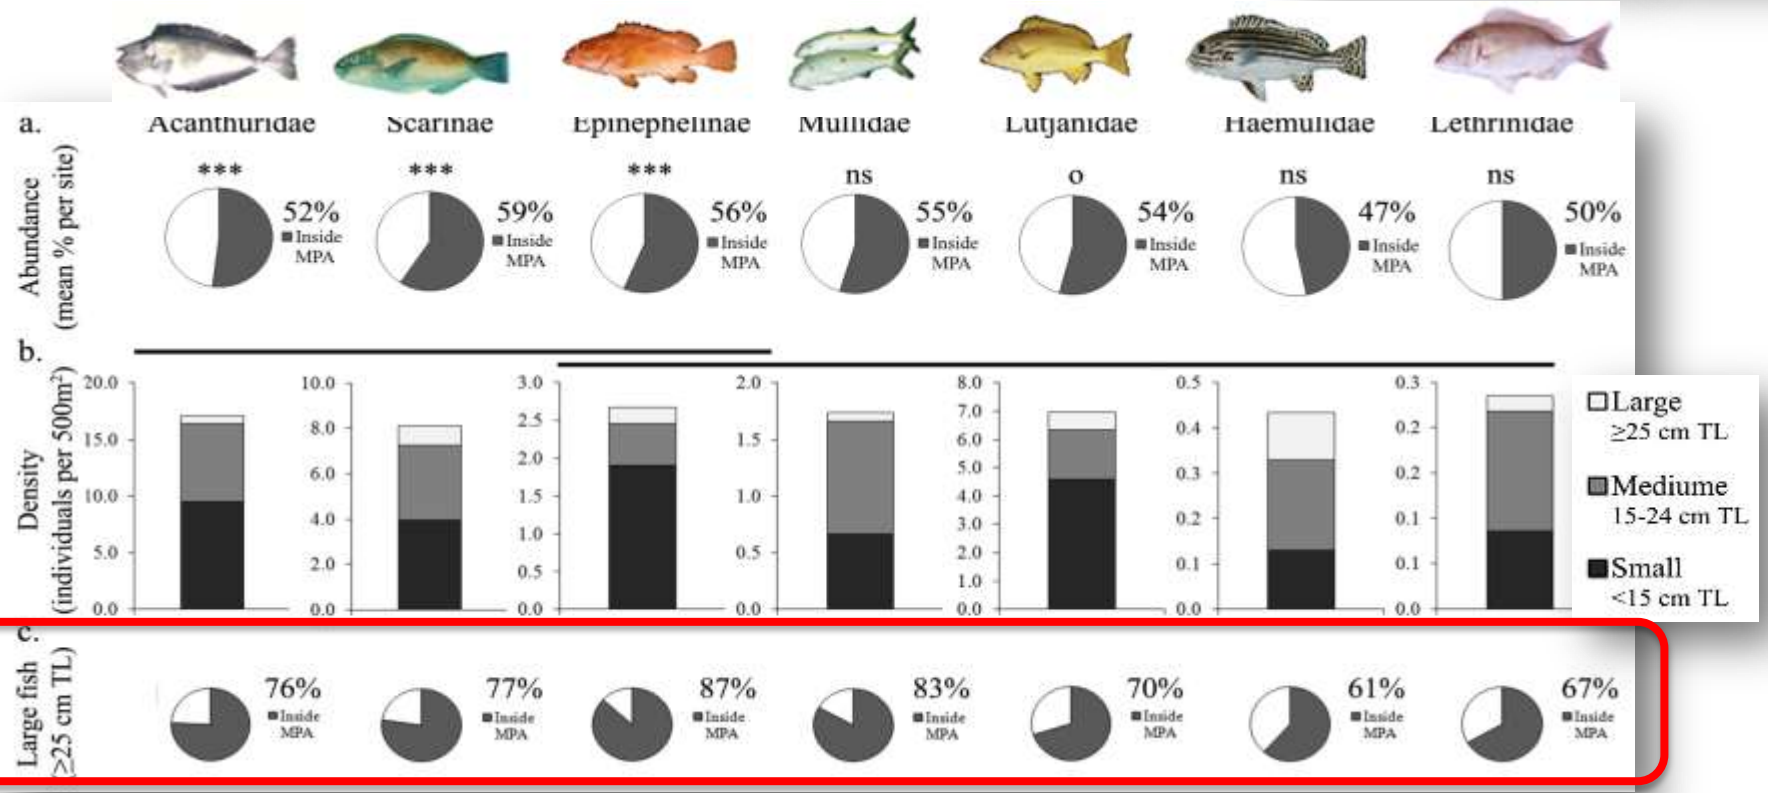 a.
Acanthuridae Scarinae Epinephelinae Mullidae Lutjanidae Haemulidae Lethrinidae
Abundance
(mean % per site)
*** *** *** ns o ns ns
52% 59% 56% 55% 54% 47% 50%
Inside Inside Inside Inside Inside Inside Inside
MPA MPA MPA MPA MPA MPA MPA
b.
Density
(individuals per 500m²)
20.0 10.0 3.0 2.0 8.0 0.5 0.3
15.0 8.0 2.5 1.5 7.0 0.4 0.2
10.0 6.0 2.0 1.0 6.0 0.3 0.2
5.0 4.0 1.5 0.5 5.0 0.2 0.1
0.0 2.0 1.0 0.0 4.0 0.1 0.1
0.0 0.5 3.0 0.0 0.0
0.0 2.0
1.0
0.0
Large
≥25 cm TL
Mediume
15-24 cm TL
Small
<15 cm TL
c.
Large fish
(≥25 cm TL)
76% 77% 87% 83% 70% 61% 67%
Inside Inside Inside Inside Inside Inside Inside
MPA MPA MPA MPA MPA MPA MPA